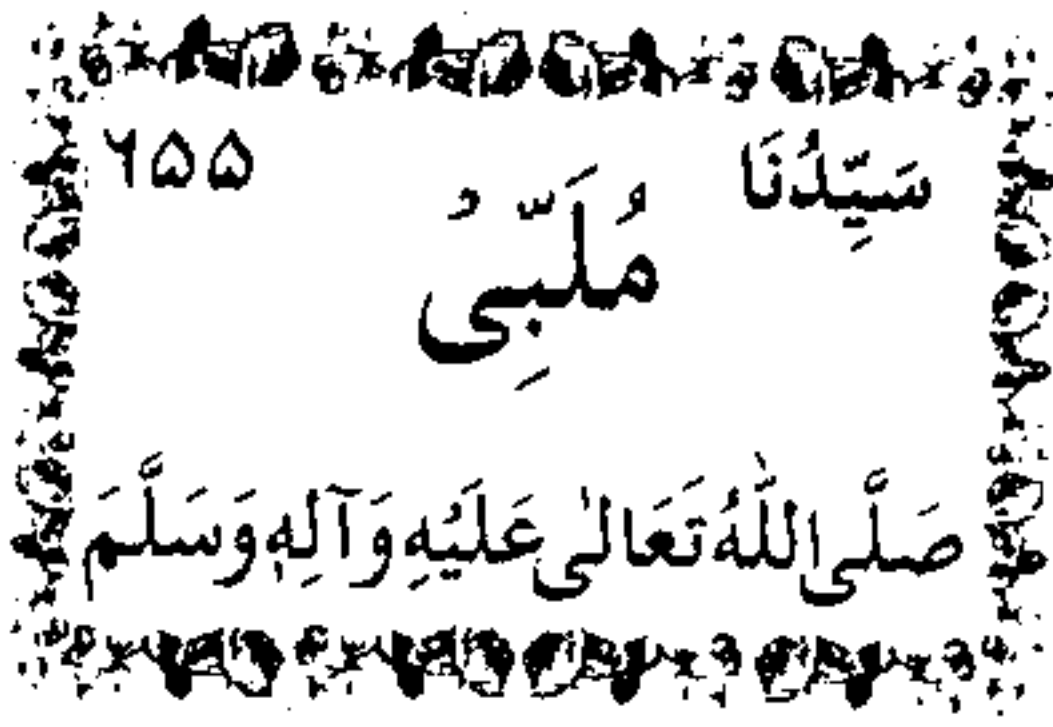 سَيِّدُنَا ٦٥٥
مُلَبِّیُ
صَلَّی اللّٰهُ تَعَالٰی عَلَيْهِ وَآلِهٖ وَسَلَّمَ